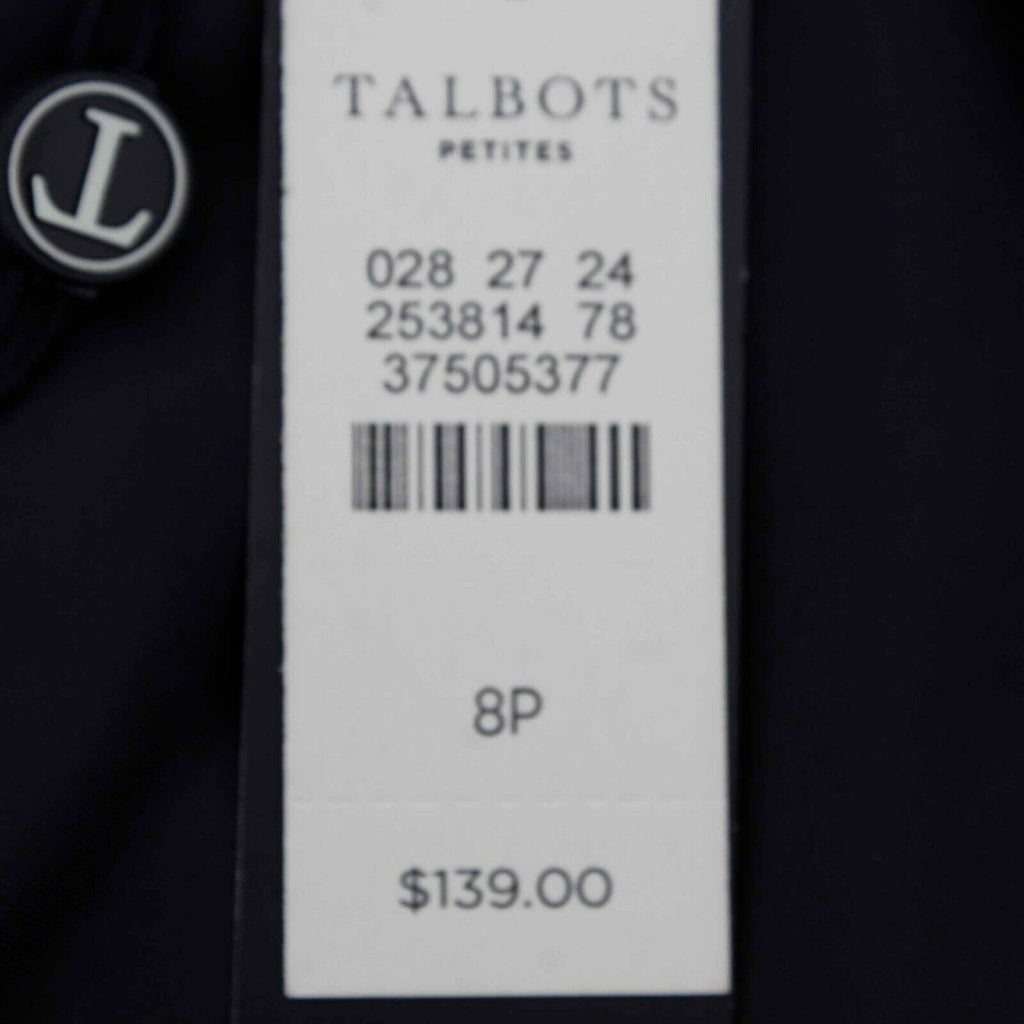 TALBOTS
PETITES
028 27 24
253814 78
37505377
8P
$139.00
T